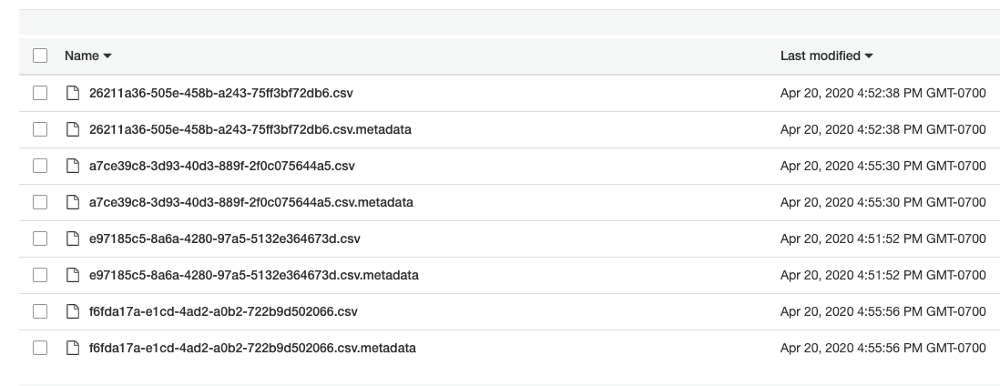 Name Last modified
26211a36-505e-458b-a243-75ff3bf72db6.csv Apr 20, 2020 4:52:38 PM GMT-0700
26211a36-505e-458b-a243-75ff3bf72db6.csv.metadata Apr 20, 2020 4:52:38 PM GMT-0700
a7ce39c8-3d93-40d3-889f-2f0c075644a5.csv Apr 20, 2020 4:55:30 PM GMT-0700
a7ce39c8-3d93-40d3-889f-2f0c075644a5.csv.metadata Apr 20, 2020 4:55:30 PM GMT-0700
e97185c5-8a6a-4280-97a5-5132e364673d.csv Apr 20, 2020 4:51:52 PM GMT-0700
e97185c5-8a6a-4280-97a5-5132e364673d.csv.metadata Apr 20, 2020 4:51:52 PM GMT-0700
f6fda17a-e1cd-4ad2-a0b2-722b9d502066.csv Apr 20, 2020 4:55:56 PM GMT-0700
f6fda17a-e1cd-4ad2-a0b2-722b9d502066.csv.metadata Apr 20, 2020 4:55:56 PM GMT-0700